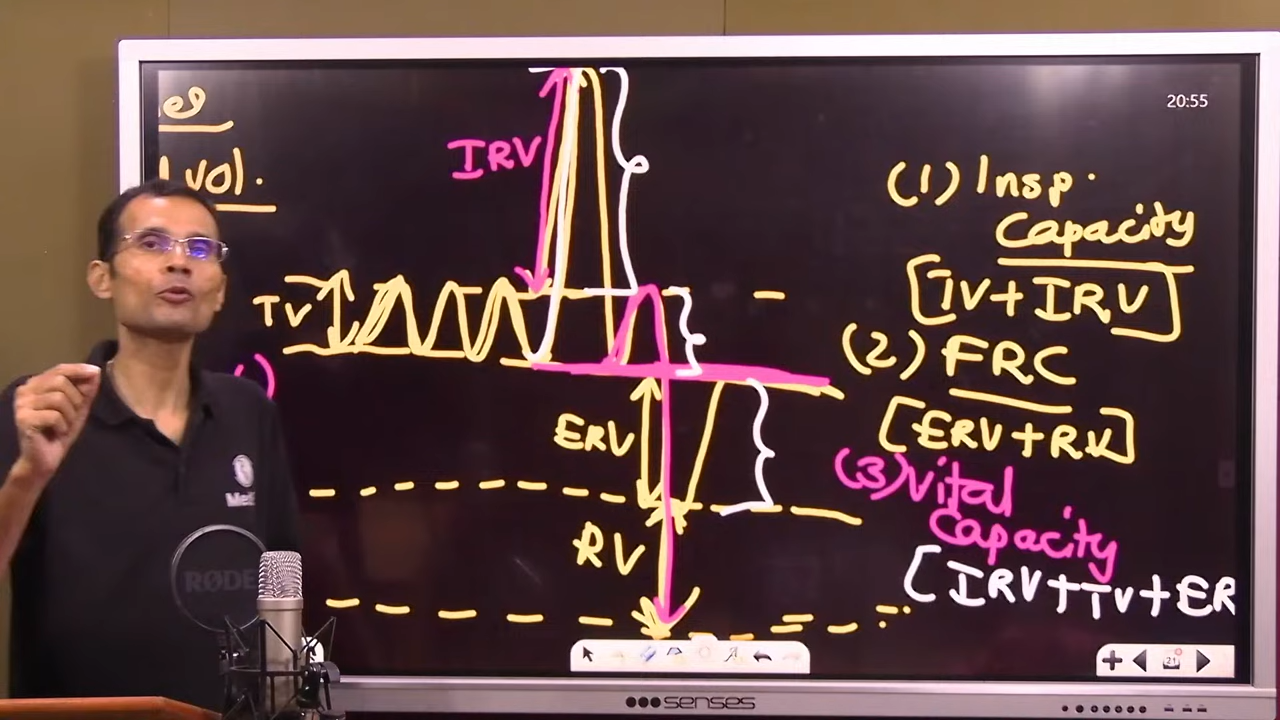 20:55
vol.
IRV
TV
ERV
RV
(1) Insp.
Capacity
[TV+IRV]
(2) FRC
[ERV+RV]
(3) Vital
Capacity
[IRV+TV+ER
RØDE
senses
21